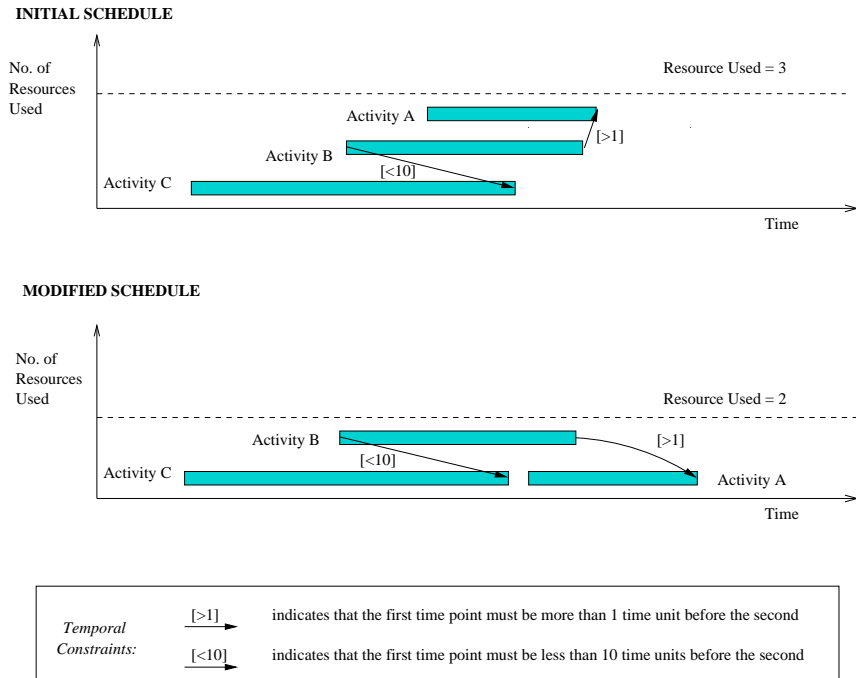 INITIAL SCHEDULE
No. of
Resources
Used
Resource Used = 3
Activity A
[>1]
Activity B
[<10]
Activity C
Time
MODIFIED SCHEDULE
No. of
Resources
Used
Resource Used = 2
Activity B
[>1]
[<10]
Activity C
Activity A
Time
Temporal
Constraints:
[>1] indicates that the first time point must be more than 1 time unit before the second
[<10] indicates that the first time point must be less than 10 time units before the second